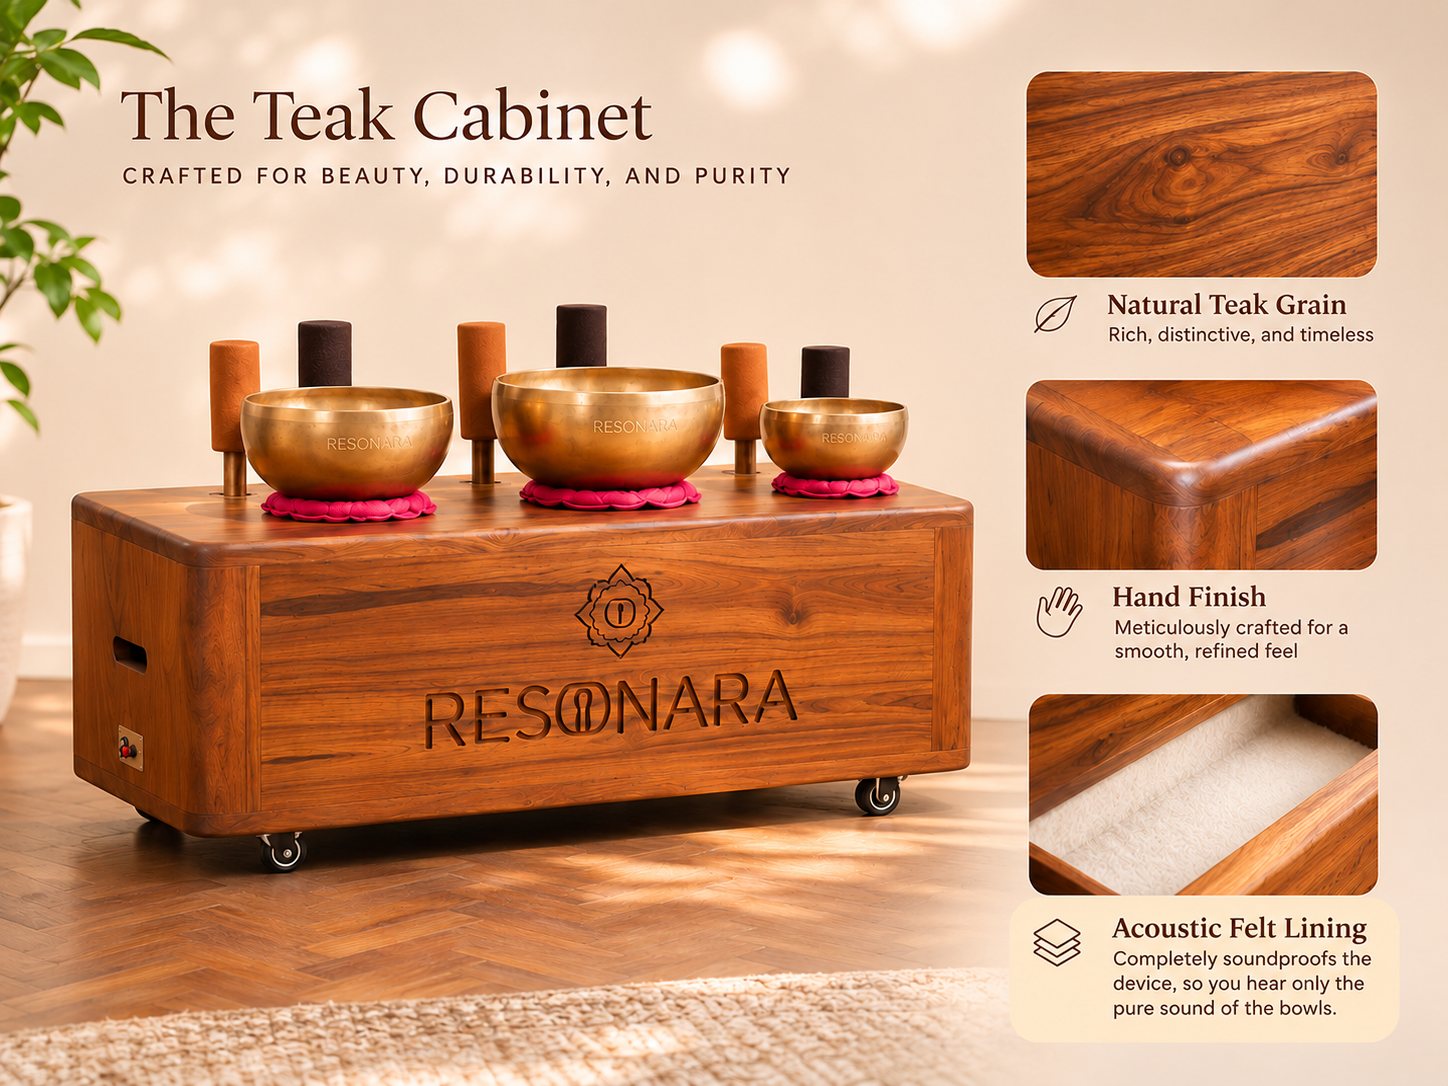 The Teak Cabinet
CRAFTED FOR BEAUTY, DURABILITY, AND PURITY
RESONARA
RESONARA
RESONARA
RESONARA
Natural Teak Grain
Rich, distinctive, and timeless
Hand Finish
Meticulously crafted for a
smooth, refined feel
Acoustic Felt Lining
Completely soundproofs the
device, so you hear only the
pure sound of the bowls.